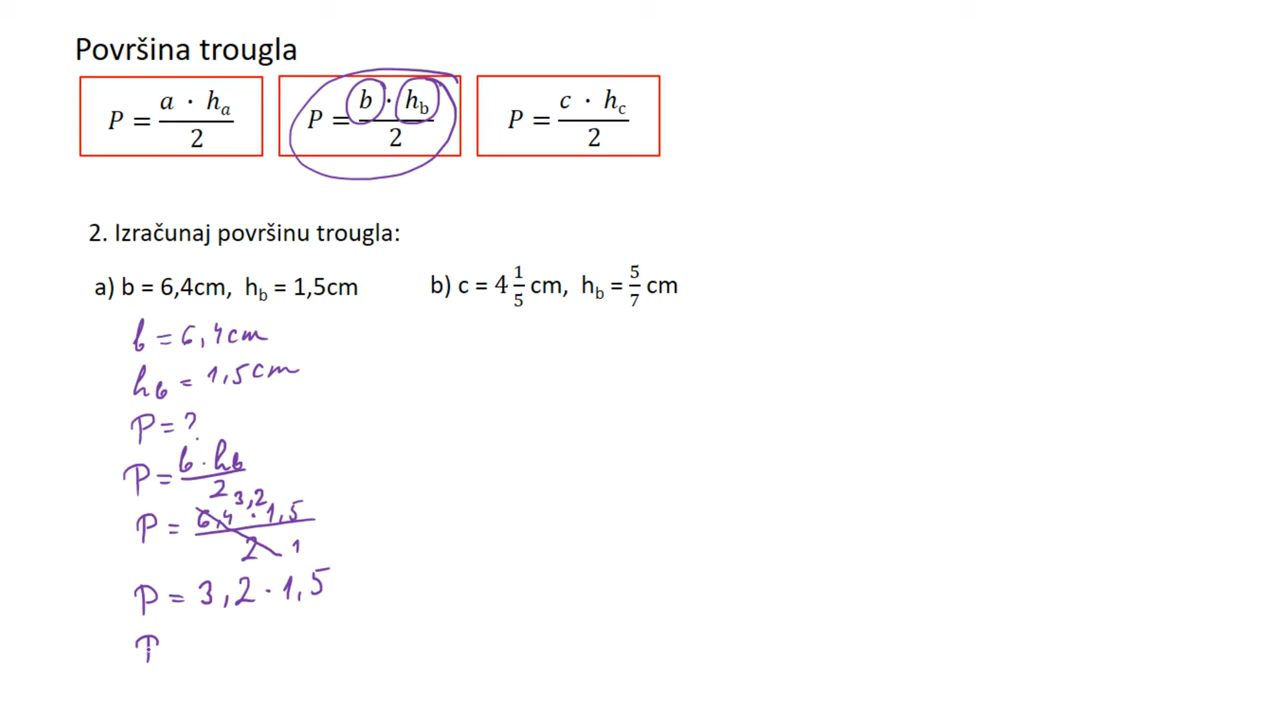 Površina trougla
P = a · hₐ / 2
P = b · h_b / 2
P = c · h_c / 2
2. Izračunaj površinu trougla:
a) b = 6,4cm, h_b = 1,5cm
b) c = 4 1/5 cm, h_b = 5/7 cm
b = 6,4cm
h_b = 1,5cm
P = ?
P = b · h_b / 2
P = 6,4 3,2 · 1,5 / 2 1
P = 3,2 · 1,5